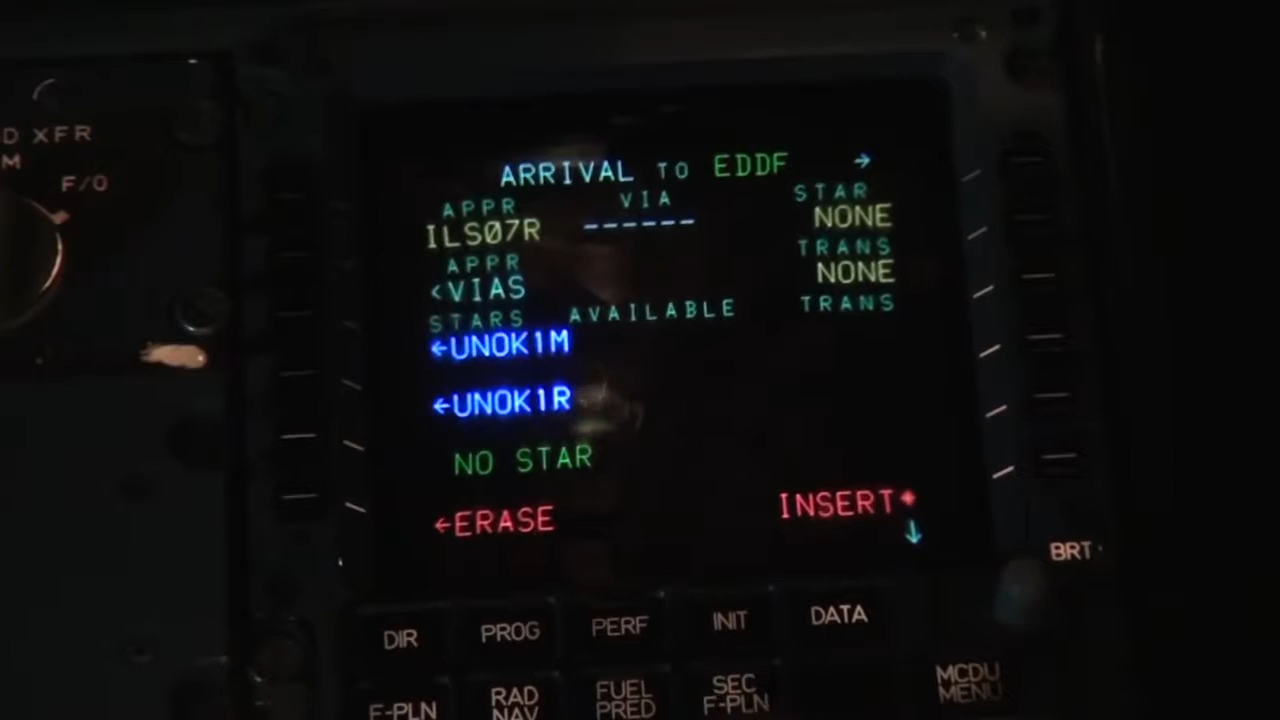 D XFR
M
F/O
ARRIVAL TO EDDF →
APPR VIA STAR
ILS07R ------ NONE
APPR TRANS
<VIAS NONE
STARS AVAILABLE TRANS
←UNOK1M
←UNOK1R
NO STAR
←ERASE INSERT*
↓
BRT
DIR PROG PERF INIT DATA
F-PLN RAD NAV FUEL PRED SEC F-PLN MCDU MENU